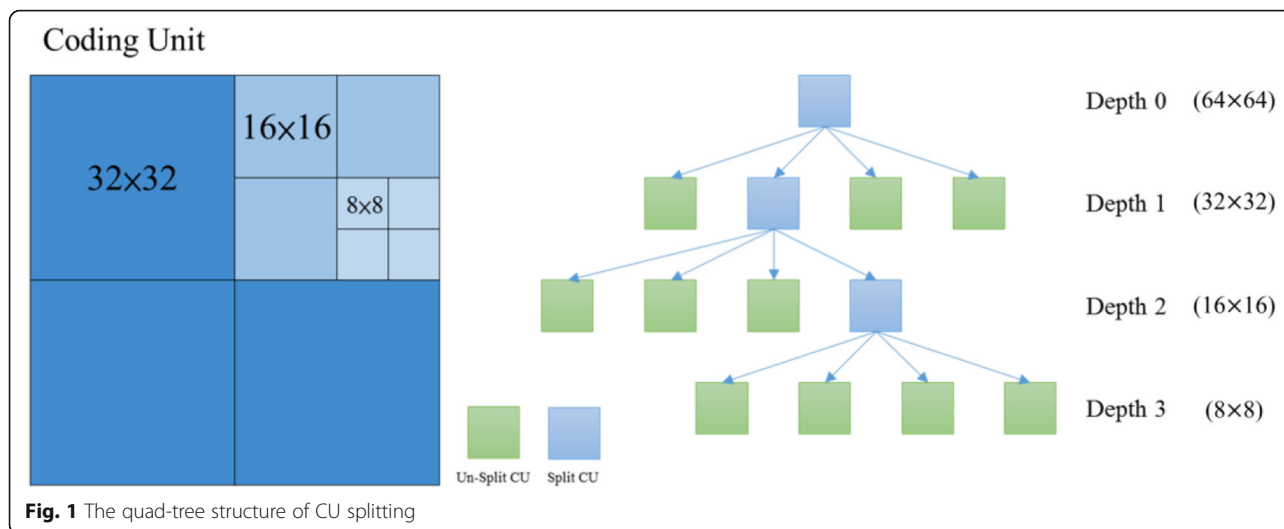 Coding Unit
32×32
16×16
8×8
Depth 0 (64×64)
Depth 1 (32×32)
Depth 2 (16×16)
Depth 3 (8×8)
Un-Split CU
Split CU
Fig. 1 The quad-tree structure of CU splitting